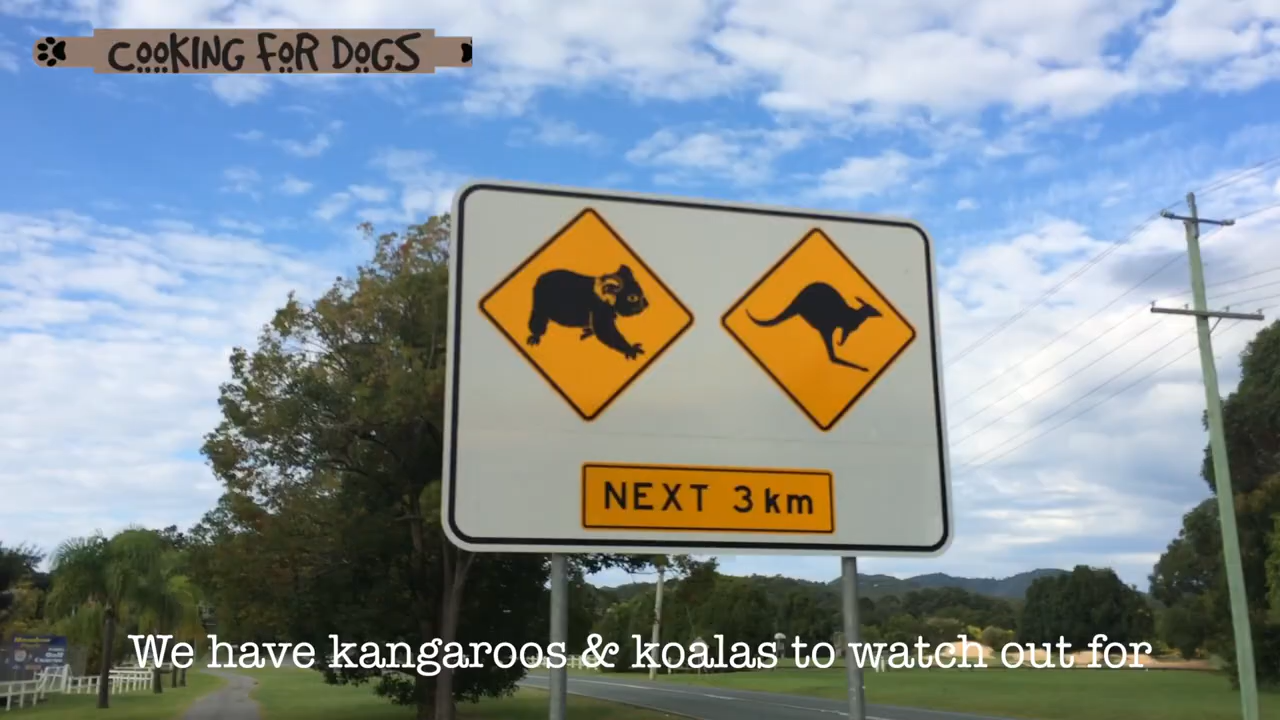 COOKING FOR DOGS
NEXT 3 km
We have kangaroos & koalas to watch out for